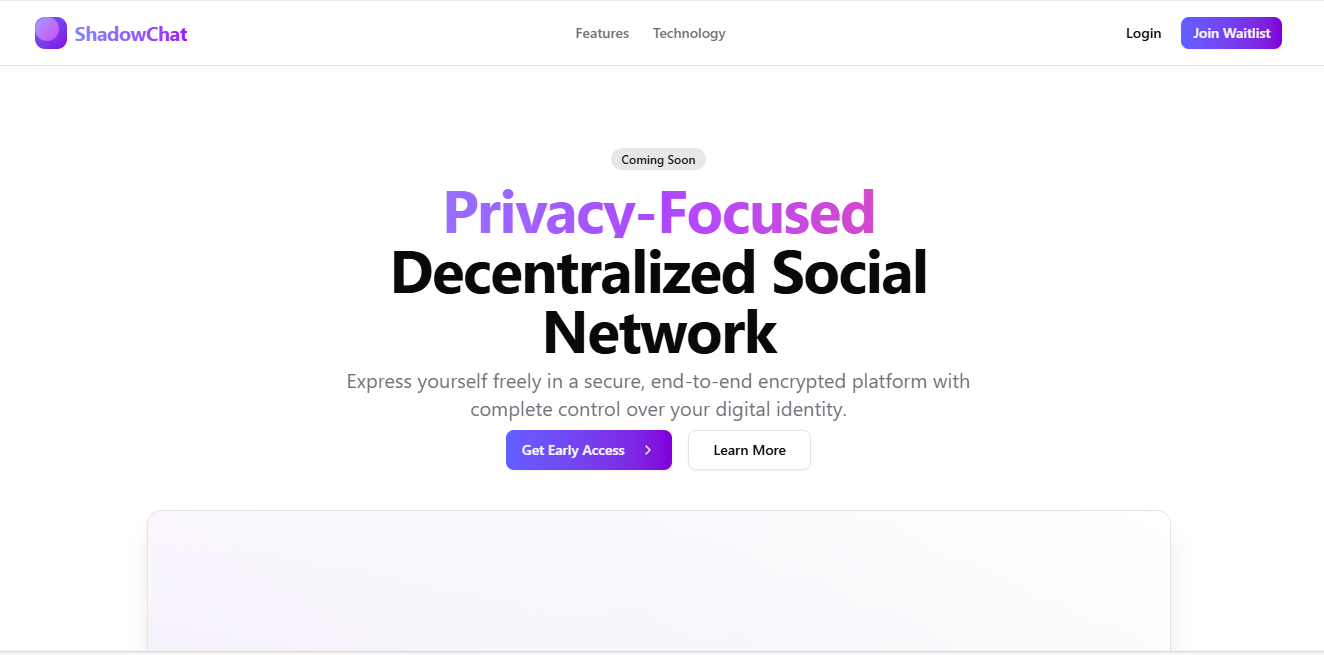 ShadowChat
Features
Technology
Login
Join Waitlist
Coming Soon
Privacy-Focused
Decentralized Social
Network
Express yourself freely in a secure, end-to-end encrypted platform with
complete control over your digital identity.
Get Early Access
Learn More